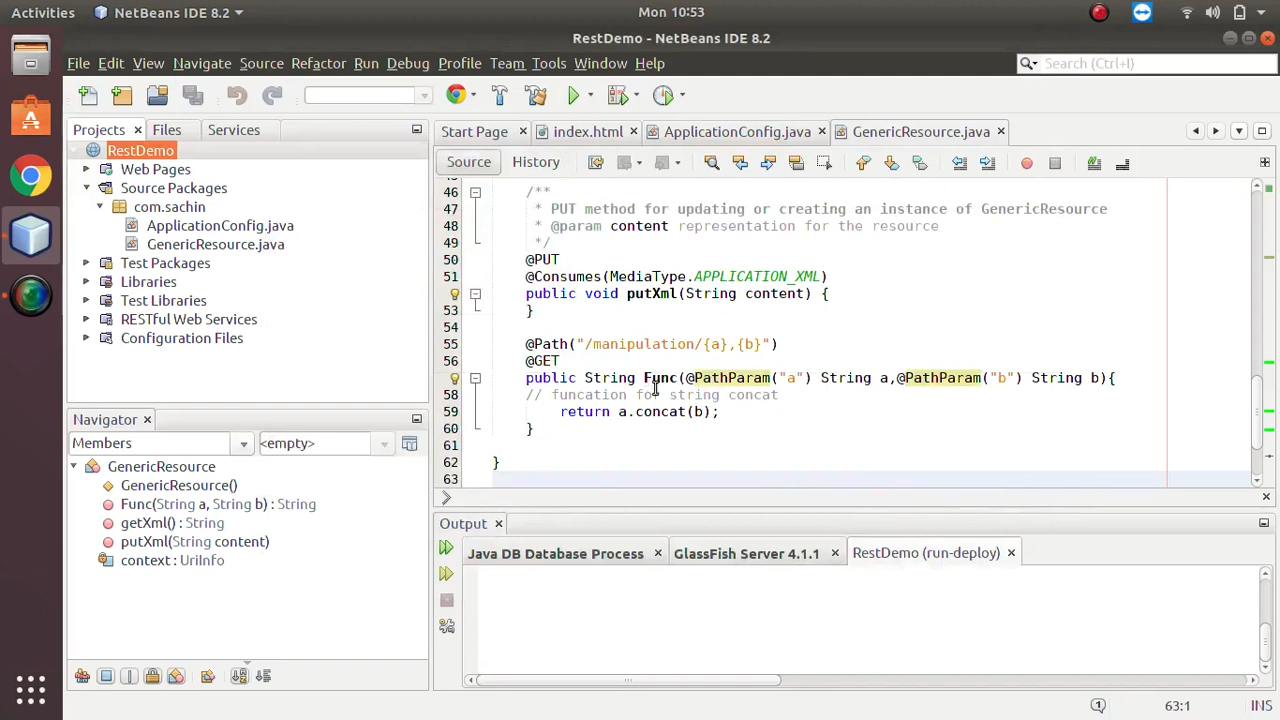 Activities NetBeans IDE 8.2 Mon 10:53
RestDemo - NetBeans IDE 8.2
File Edit View Navigate Source Refactor Run Debug Profile Team Tools Window Help Search (Ctrl+I)
Projects Files Services
RestDemo
Web Pages
Source Packages
com.sachin
ApplicationConfig.java
GenericResource.java
Test Packages
Libraries
Test Libraries
RESTful Web Services
Configuration Files
Navigator
Members <empty>
GenericResource
GenericResource()
Func(String a, String b) : String
getXml() : String
putXml(String content)
context : UriInfo
Start Page index.html ApplicationConfig.java GenericResource.java
Source History
46 /**
47 * PUT method for updating or creating an instance of GenericResource
48 * @param content representation for the resource
49 */
50 @PUT
51 @Consumes(MediaType.APPLICATION_XML)
public void putXml(String content) {
53 }
54
55 @Path("/manipulation/{a},{b}")
56 @GET
public String Func(@PathParam("a") String a,@PathParam("b") String b){
58 // funcation for string concat
59 return a.concat(b);
60 }
61
62 }
63
Output
Java DB Database Process GlassFish Server 4.1.1 RestDemo (run-deploy)
1 63:1 INS